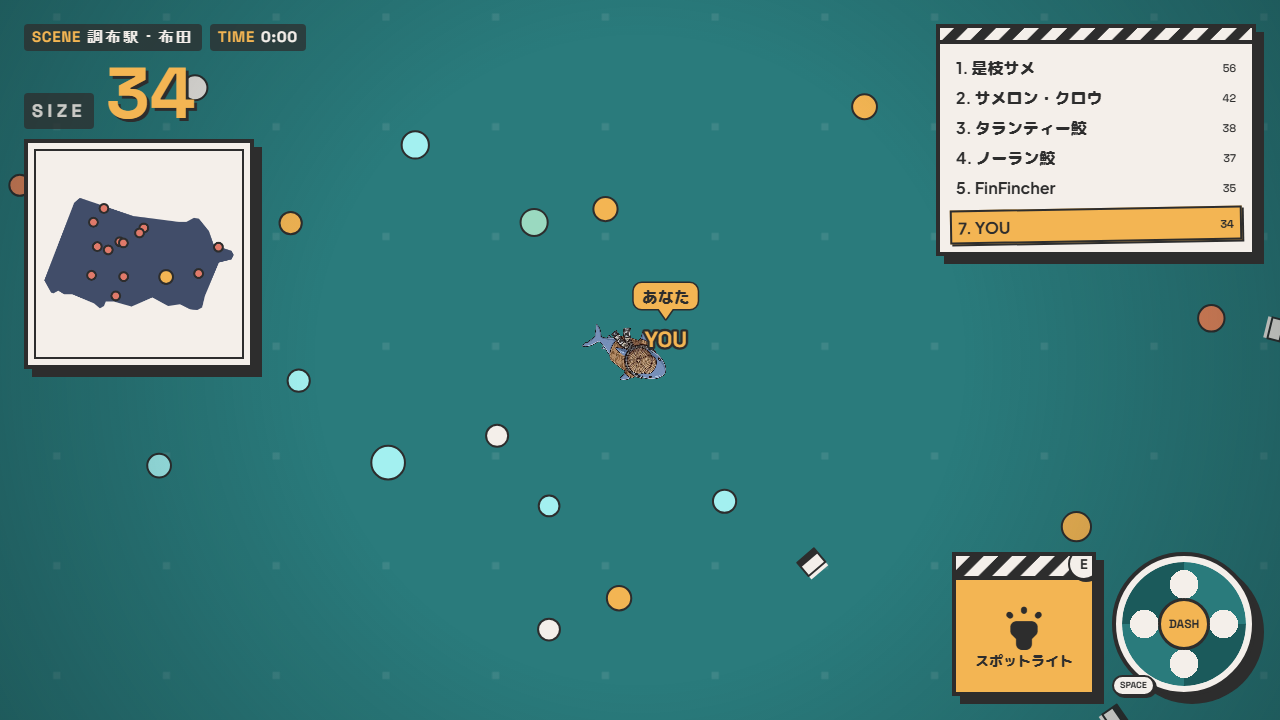 SCENE 調布駅・布田
TIME 0:00
SIZE 34
1. 是枝サメ 56
2. サメロン・クロウ 42
3. タランティー鮫 38
4. ノーラン鮫 37
5. FinFincher 35
7. YOU 34
あなた
YOU
E
スポットライト
DASH
SPACE